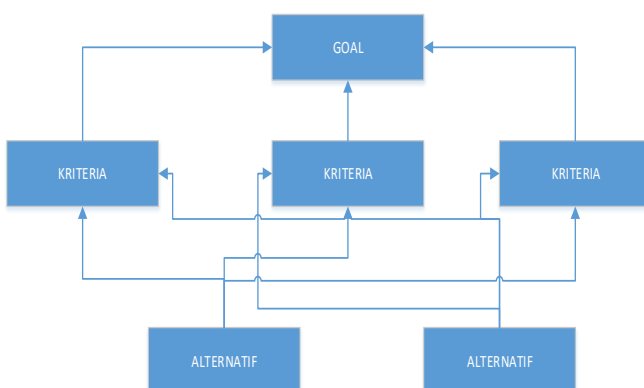 GOAL
KRITERIA
KRITERIA
KRITERIA
ALTERNATIF
ALTERNATIF